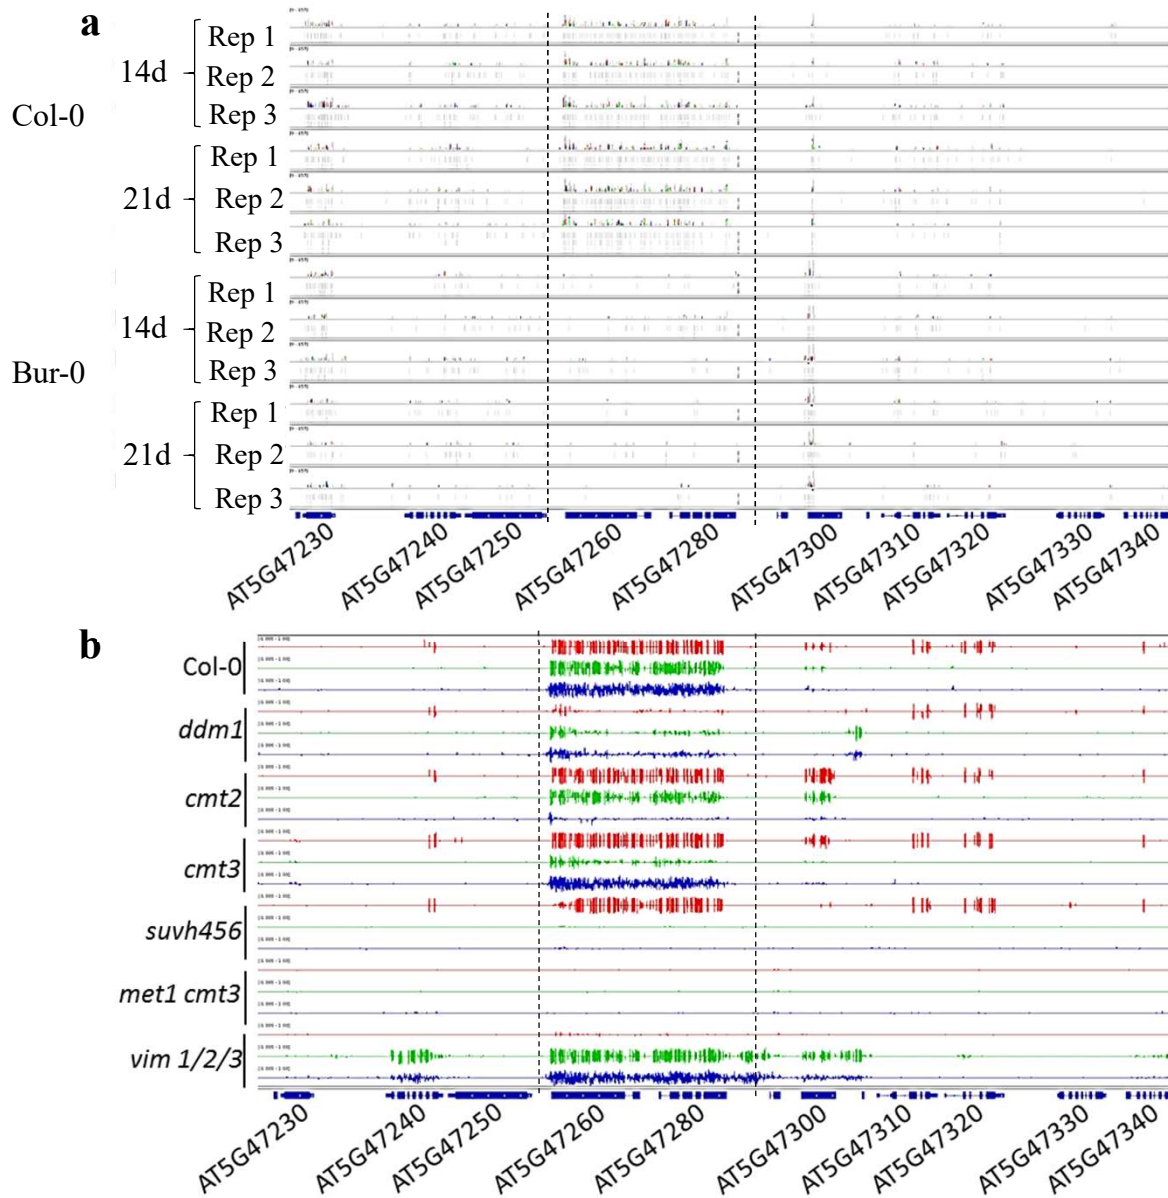 a
Col-0
14d
Rep 1
Rep 2
Rep 3
21d
Rep 1
Rep 2
Rep 3
Bur-0
14d
Rep 1
Rep 2
Rep 3
21d
Rep 1
Rep 2
Rep 3
AT5G47230
AT5G47240
AT5G47250
AT5G47260
AT5G47280
AT5G47300
AT5G47310
AT5G47320
AT5G47330
AT5G47340
b
Col-0
ddm1
cmt2
cmt3
suvh456
met1 cmt3
vim 1/2/3
AT5G47230
AT5G47240
AT5G47250
AT5G47260
AT5G47280
AT5G47300
AT5G47310
AT5G47320
AT5G47330
AT5G47340